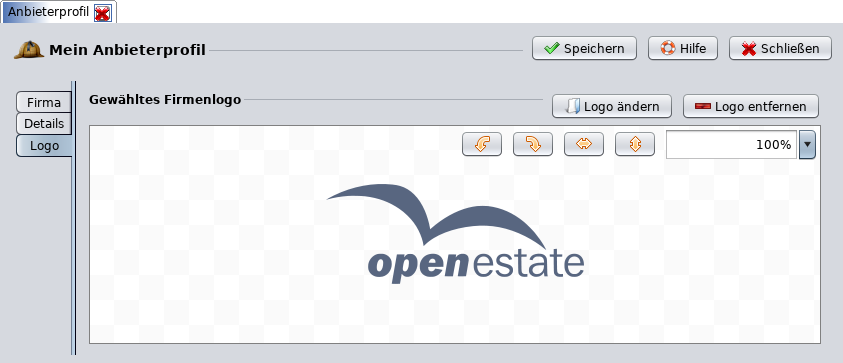 Anbieterprofil
Mein Anbieterprofil
Speichern
Hilfe
Schließen
Firma
Details
Logo
Gewähltes Firmenlogo
Logo ändern
Logo entfernen
100%
openestate